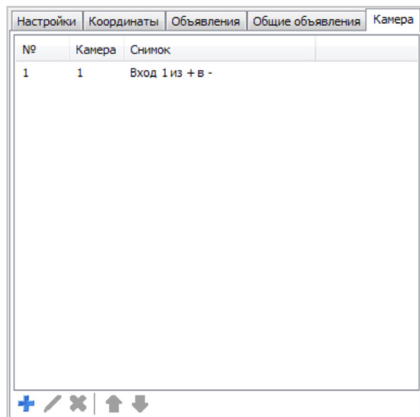 Настройки Координаты Объявления Общие объявления Камера
№ Камера Снимок
1 1 Вход 1 из + в -